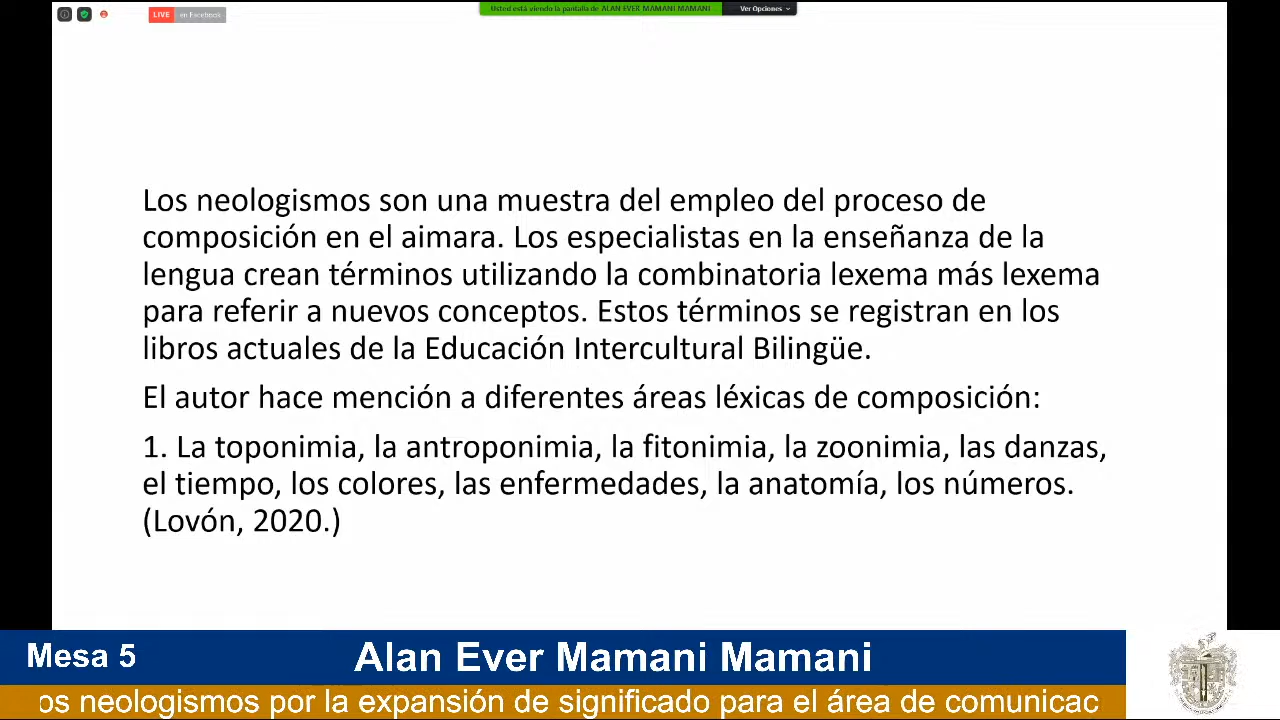 LIVE en Facebook
Usted está viendo la pantalla de ALAN EVER MAMANI MAMANI Ver Opciones
Los neologismos son una muestra del empleo del proceso de
composición en el aimara. Los especialistas en la enseñanza de la
lengua crean términos utilizando la combinatoria lexema más lexema
para referir a nuevos conceptos. Estos términos se registran en los
libros actuales de la Educación Intercultural Bilingüe.
El autor hace mención a diferentes áreas léxicas de composición:
1. La toponimia, la antroponimia, la fitonimia, la zoonimia, las danzas,
el tiempo, los colores, las enfermedades, la anatomía, los números.
(Lovón, 2020.)
Mesa 5
Alan Ever Mamani Mamani
os neologismos por la expansión de significado para el área de comunicac